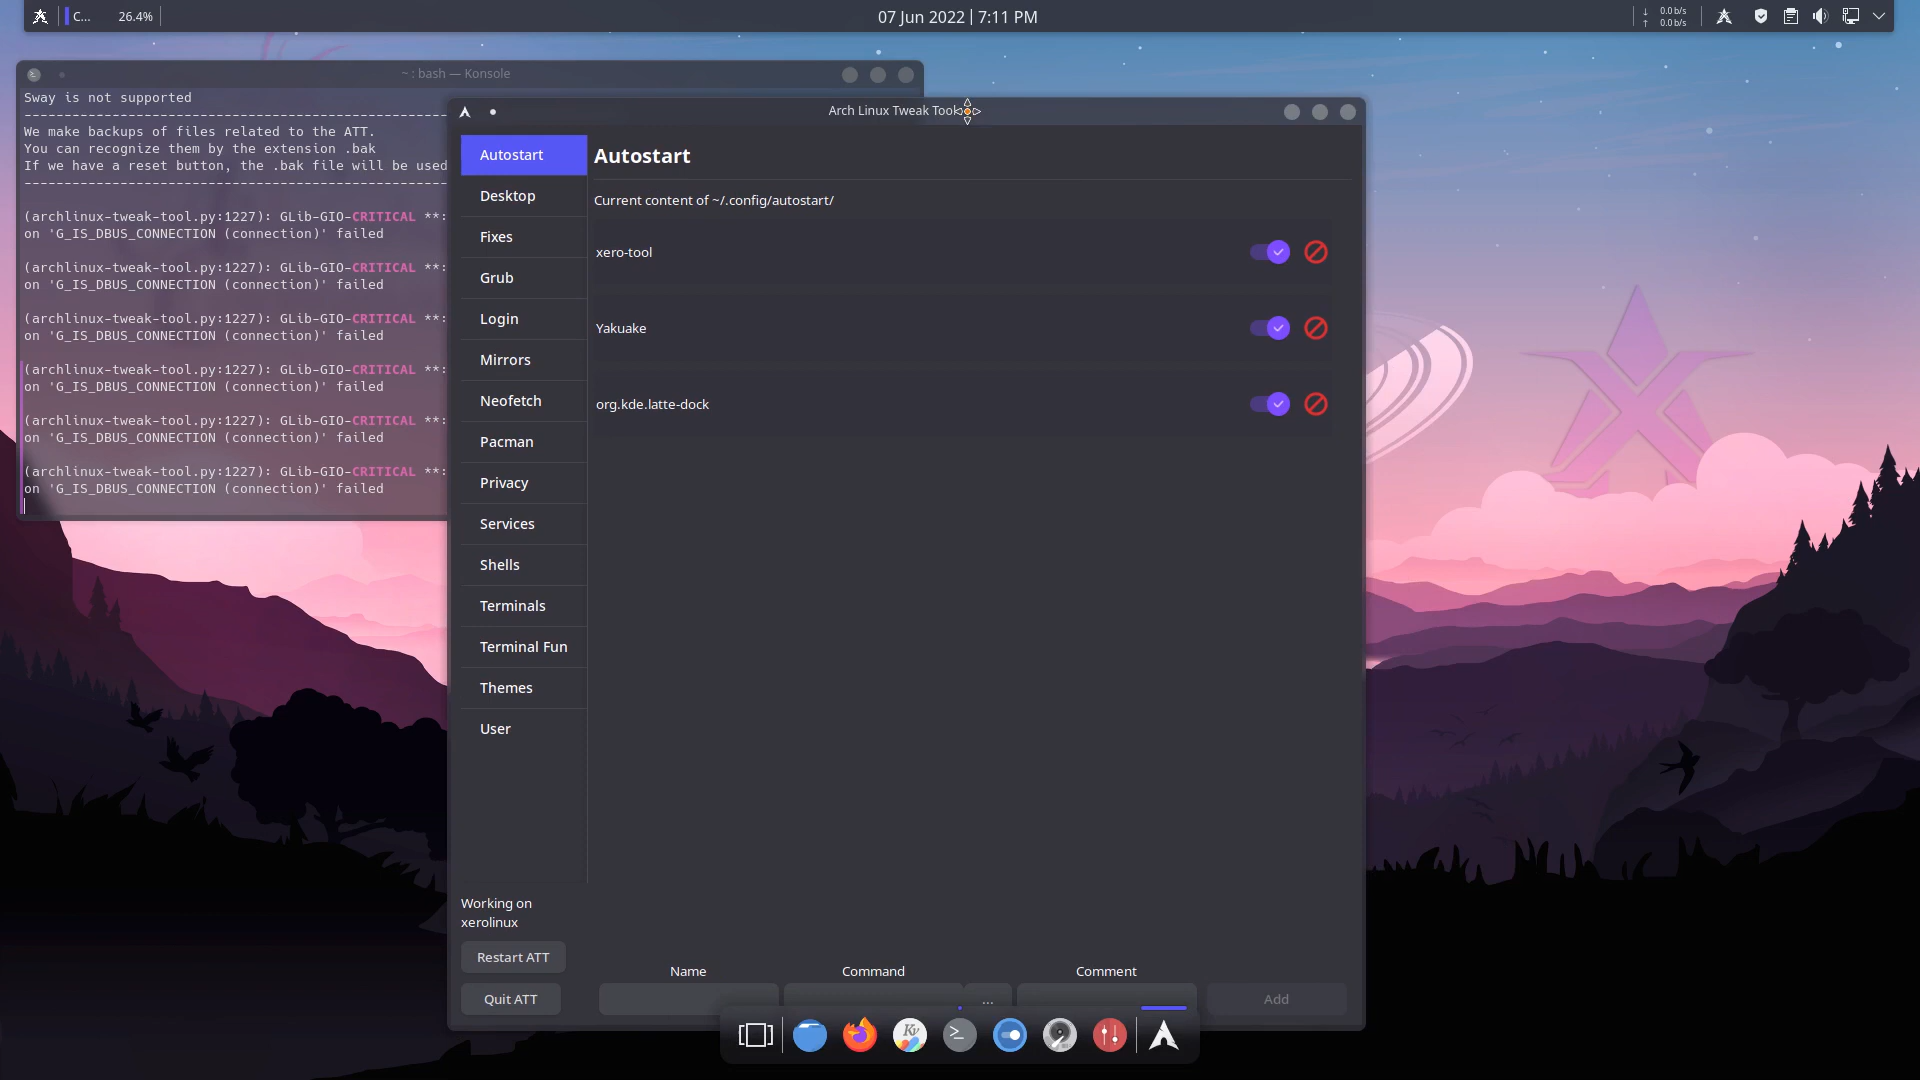 C...
26.4%
07 Jun 2022 | 7:11 PM
↓ 0.0 b/s
↑ 0.0 b/s
~ : bash — Konsole
Sway is not supported
-----------------------------------------------------
We make backups of files related to the ATT.
You can recognize them by the extension .bak
If we have a reset button, the .bak file will be used
-----------------------------------------------------
(archlinux-tweak-tool.py:1227): GLib-GIO-CRITICAL **:
on 'G_IS_DBUS_CONNECTION (connection)' failed
(archlinux-tweak-tool.py:1227): GLib-GIO-CRITICAL **:
on 'G_IS_DBUS_CONNECTION (connection)' failed
(archlinux-tweak-tool.py:1227): GLib-GIO-CRITICAL **:
on 'G_IS_DBUS_CONNECTION (connection)' failed
(archlinux-tweak-tool.py:1227): GLib-GIO-CRITICAL **:
on 'G_IS_DBUS_CONNECTION (connection)' failed
(archlinux-tweak-tool.py:1227): GLib-GIO-CRITICAL **:
on 'G_IS_DBUS_CONNECTION (connection)' failed
(archlinux-tweak-tool.py:1227): GLib-GIO-CRITICAL **:
on 'G_IS_DBUS_CONNECTION (connection)' failed
Arch Linux Tweak Tool
Autostart
Desktop
Fixes
Grub
Login
Mirrors
Neofetch
Pacman
Privacy
Services
Shells
Terminals
Terminal Fun
Themes
User
Working on
xerolinux
Restart ATT
Quit ATT
Autostart
Current content of ~/.config/autostart/
xero-tool
Yakuake
org.kde.latte-dock
Name
Command
Comment
...
Add
Kv